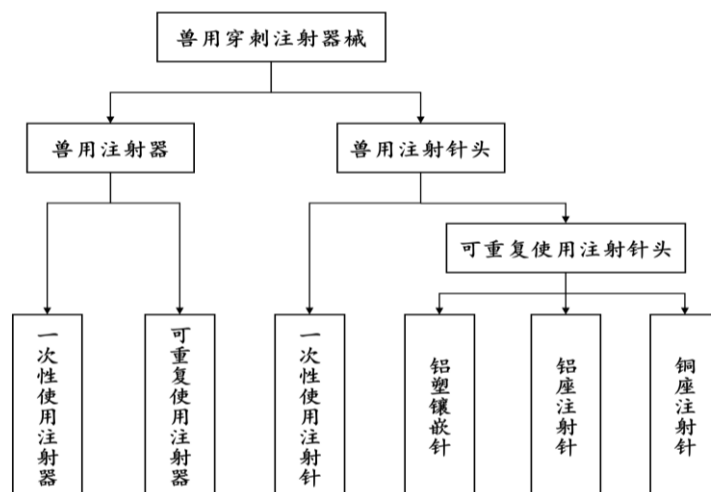 兽用穿刺注射器械
兽用注射器
兽用注射针头
可重复使用注射针头
一次性使用注射器
可重复使用注射器
一次性使用注射针
铝塑镶嵌针
铝座注射针
铜座注射针